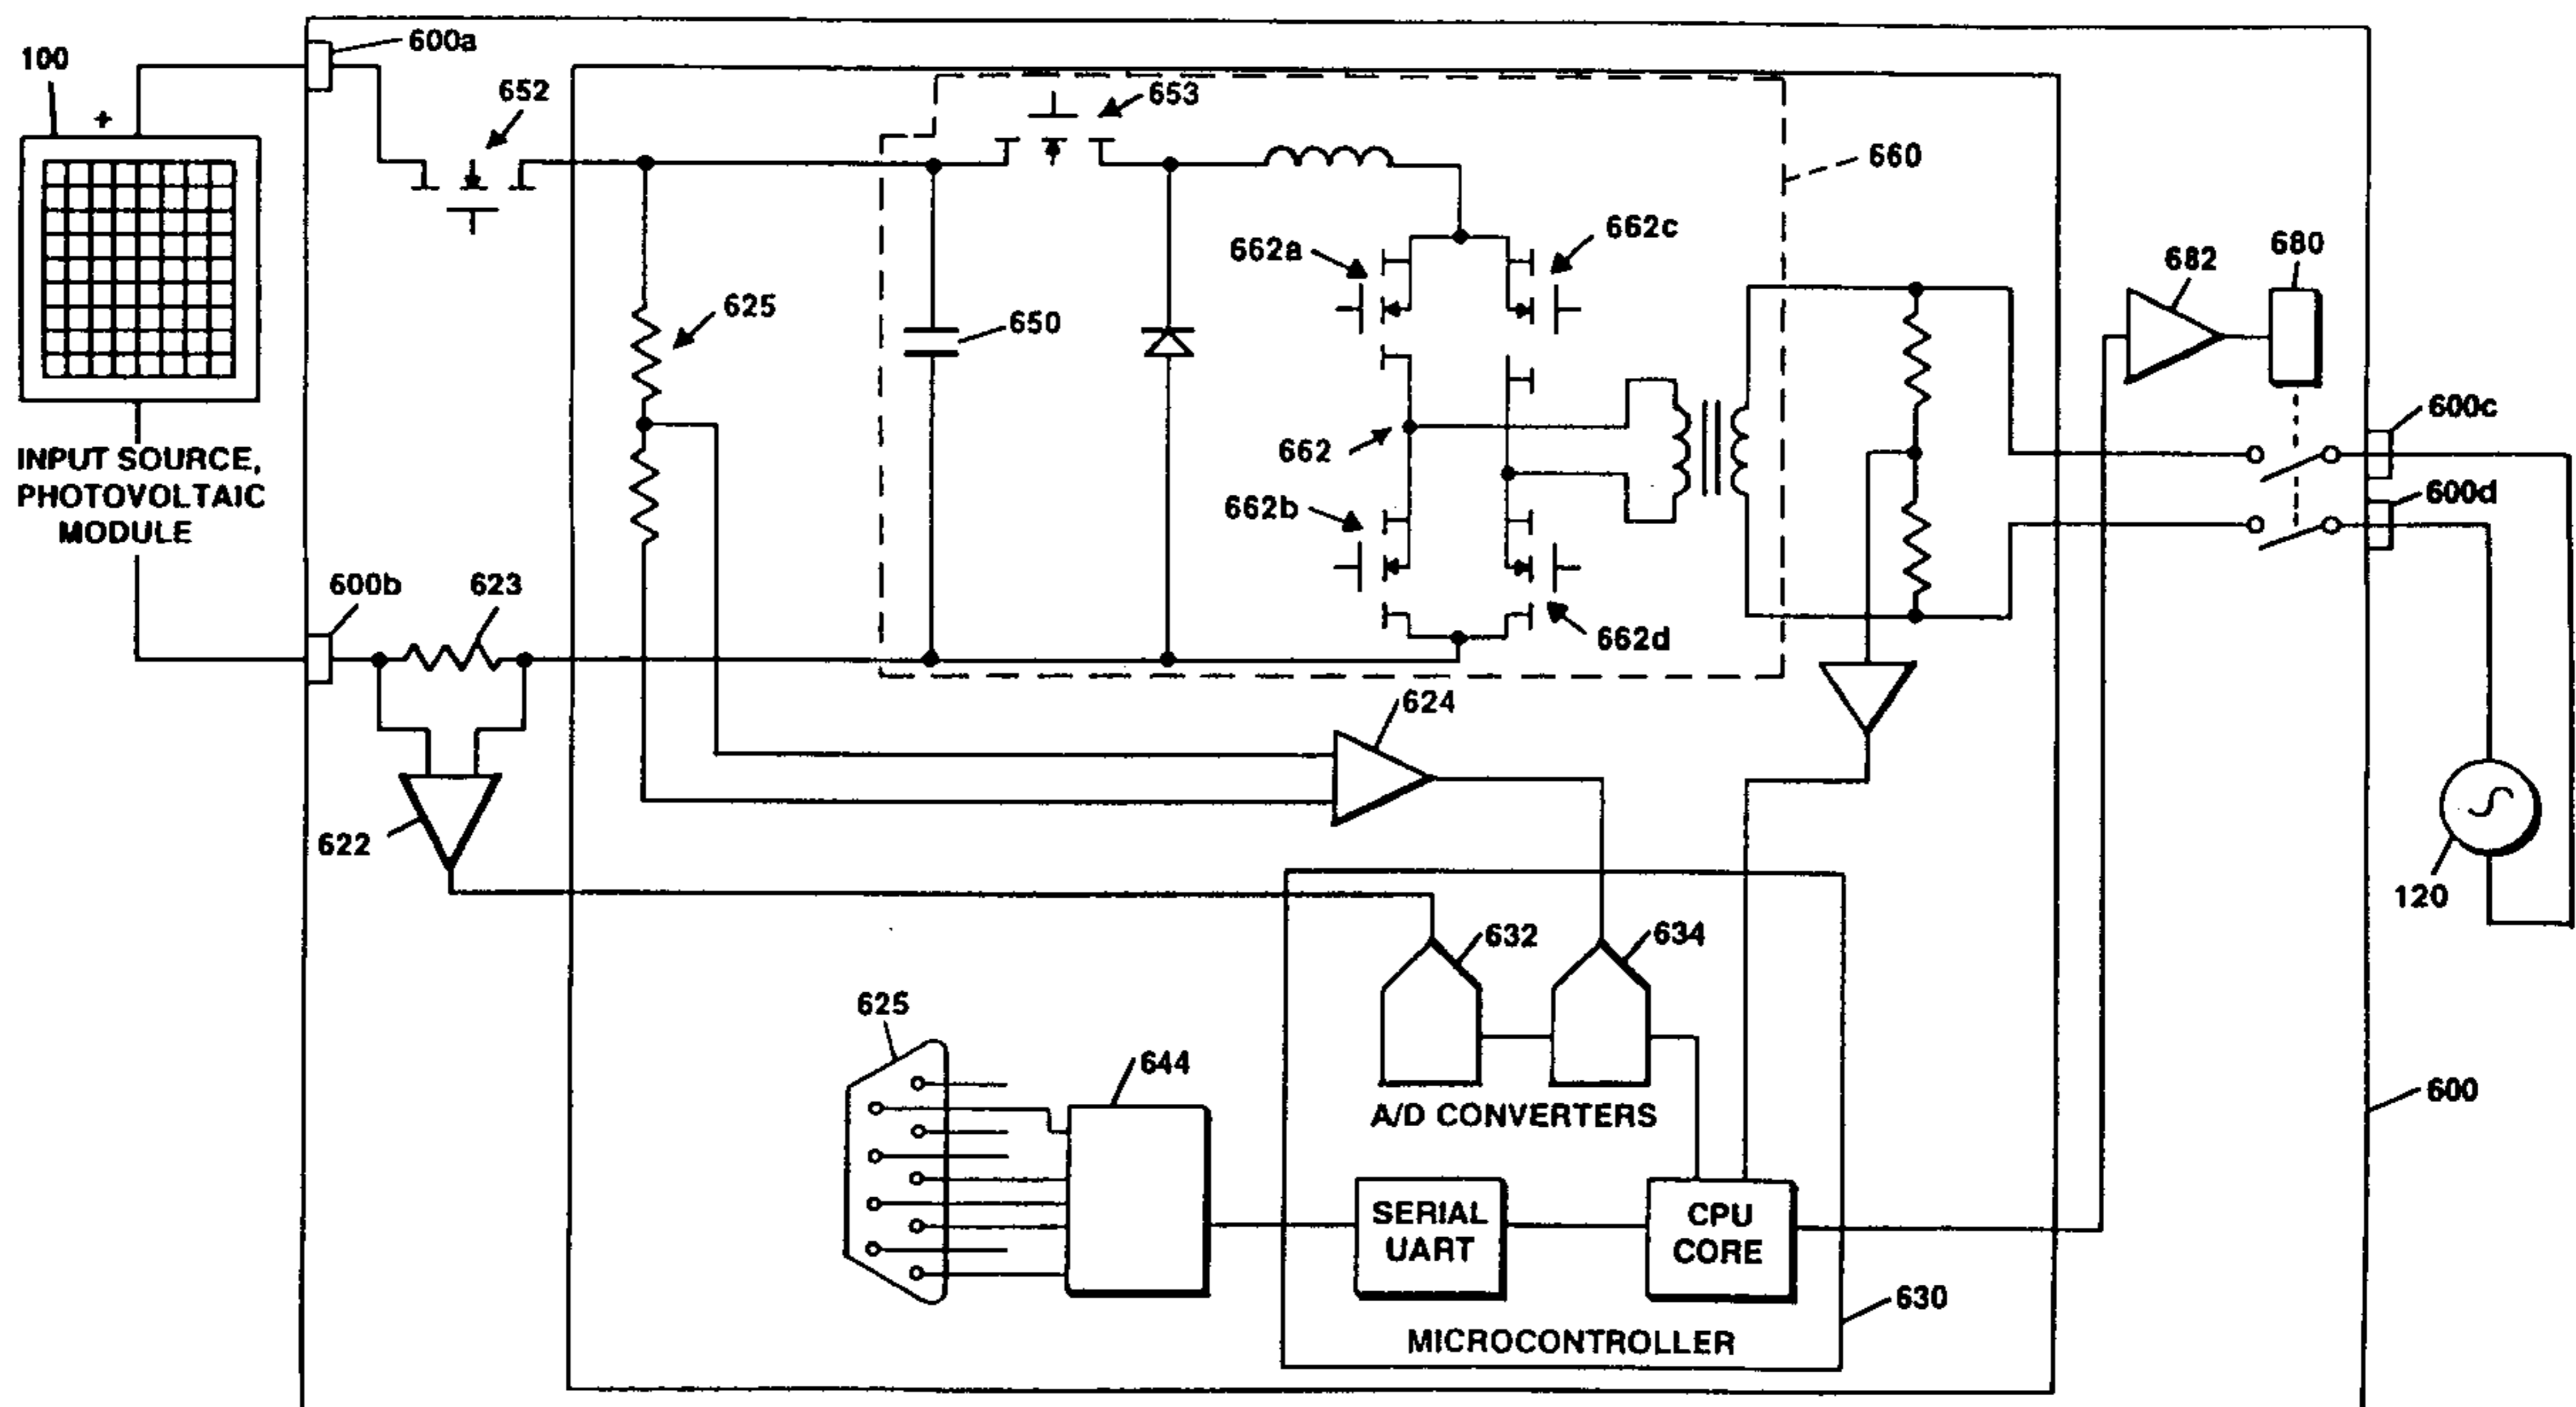 600a
100
652
+
653
660
662a
662c
682
680
625
650
600c
INPUT SOURCE,
PHOTOVOLTAIC
MODULE
662
600d
662b
600b
623
662d
624
622
120
632
634
625
644
A/D CONVERTERS
600
SERIAL
UART
CPU
CORE
630
MICROCONTROLLER